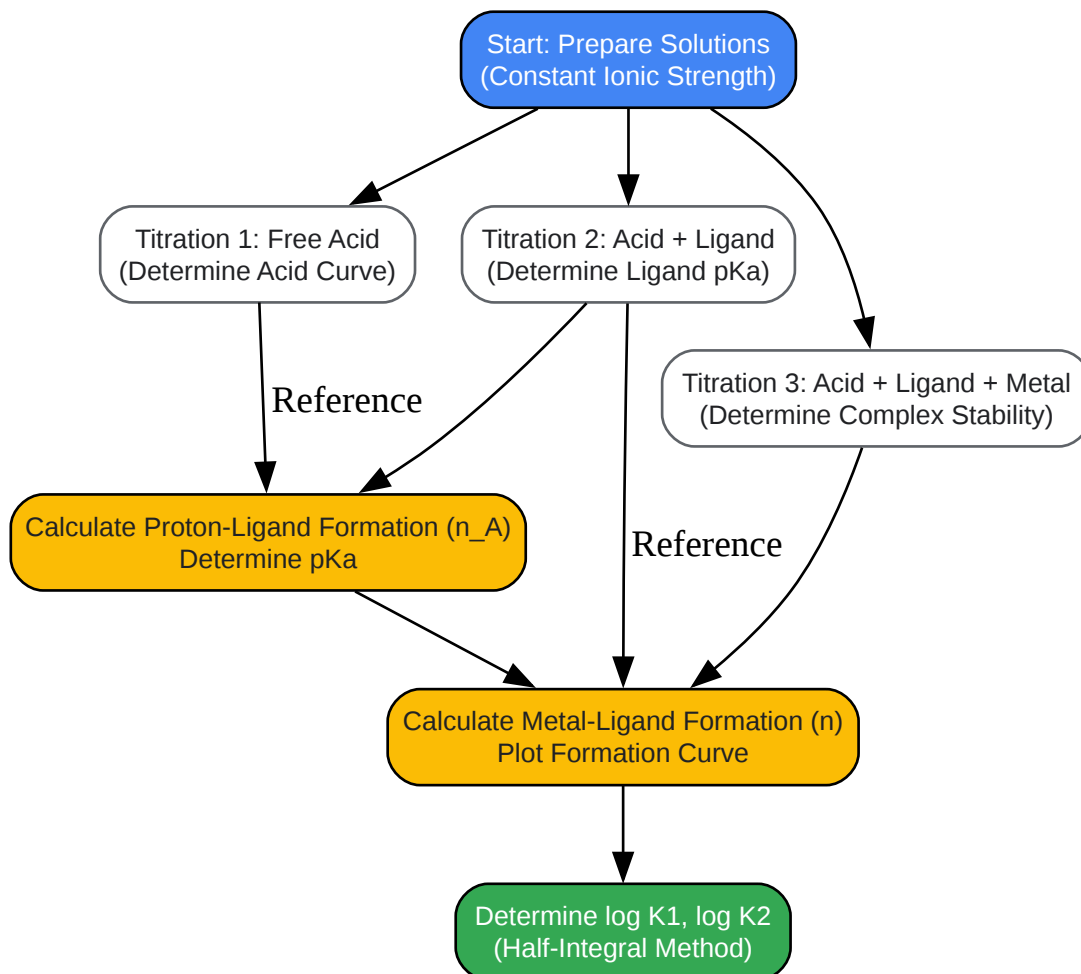 Start: Prepare Solutions
(Constant Ionic Strength)
Titration 1: Free Acid
(Determine Acid Curve)
Titration 2: Acid + Ligand
(Determine Ligand pKa)
Titration 3: Acid + Ligand + Metal
(Determine Complex Stability)
Reference
Calculate Proton-Ligand Formation (n_A)
Determine pKa
Reference
Calculate Metal-Ligand Formation (n)
Plot Formation Curve
Determine log K1, log K2
(Half-Integral Method)